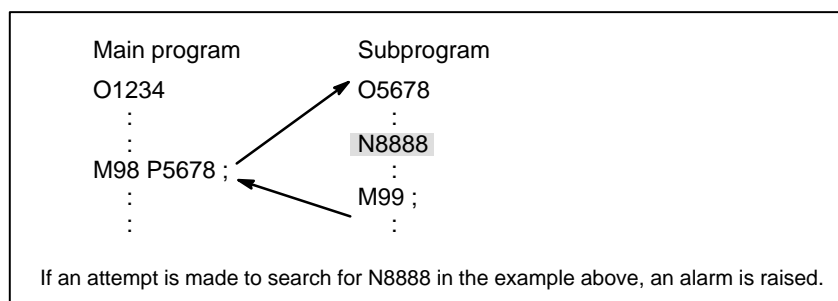 Main program
O1234
:
:
M98 P5678 ;
:
:
Subprogram
O5678
:
N8888
:
M99 ;
:
If an attempt is made to search for N8888 in the example above, an alarm is raised.